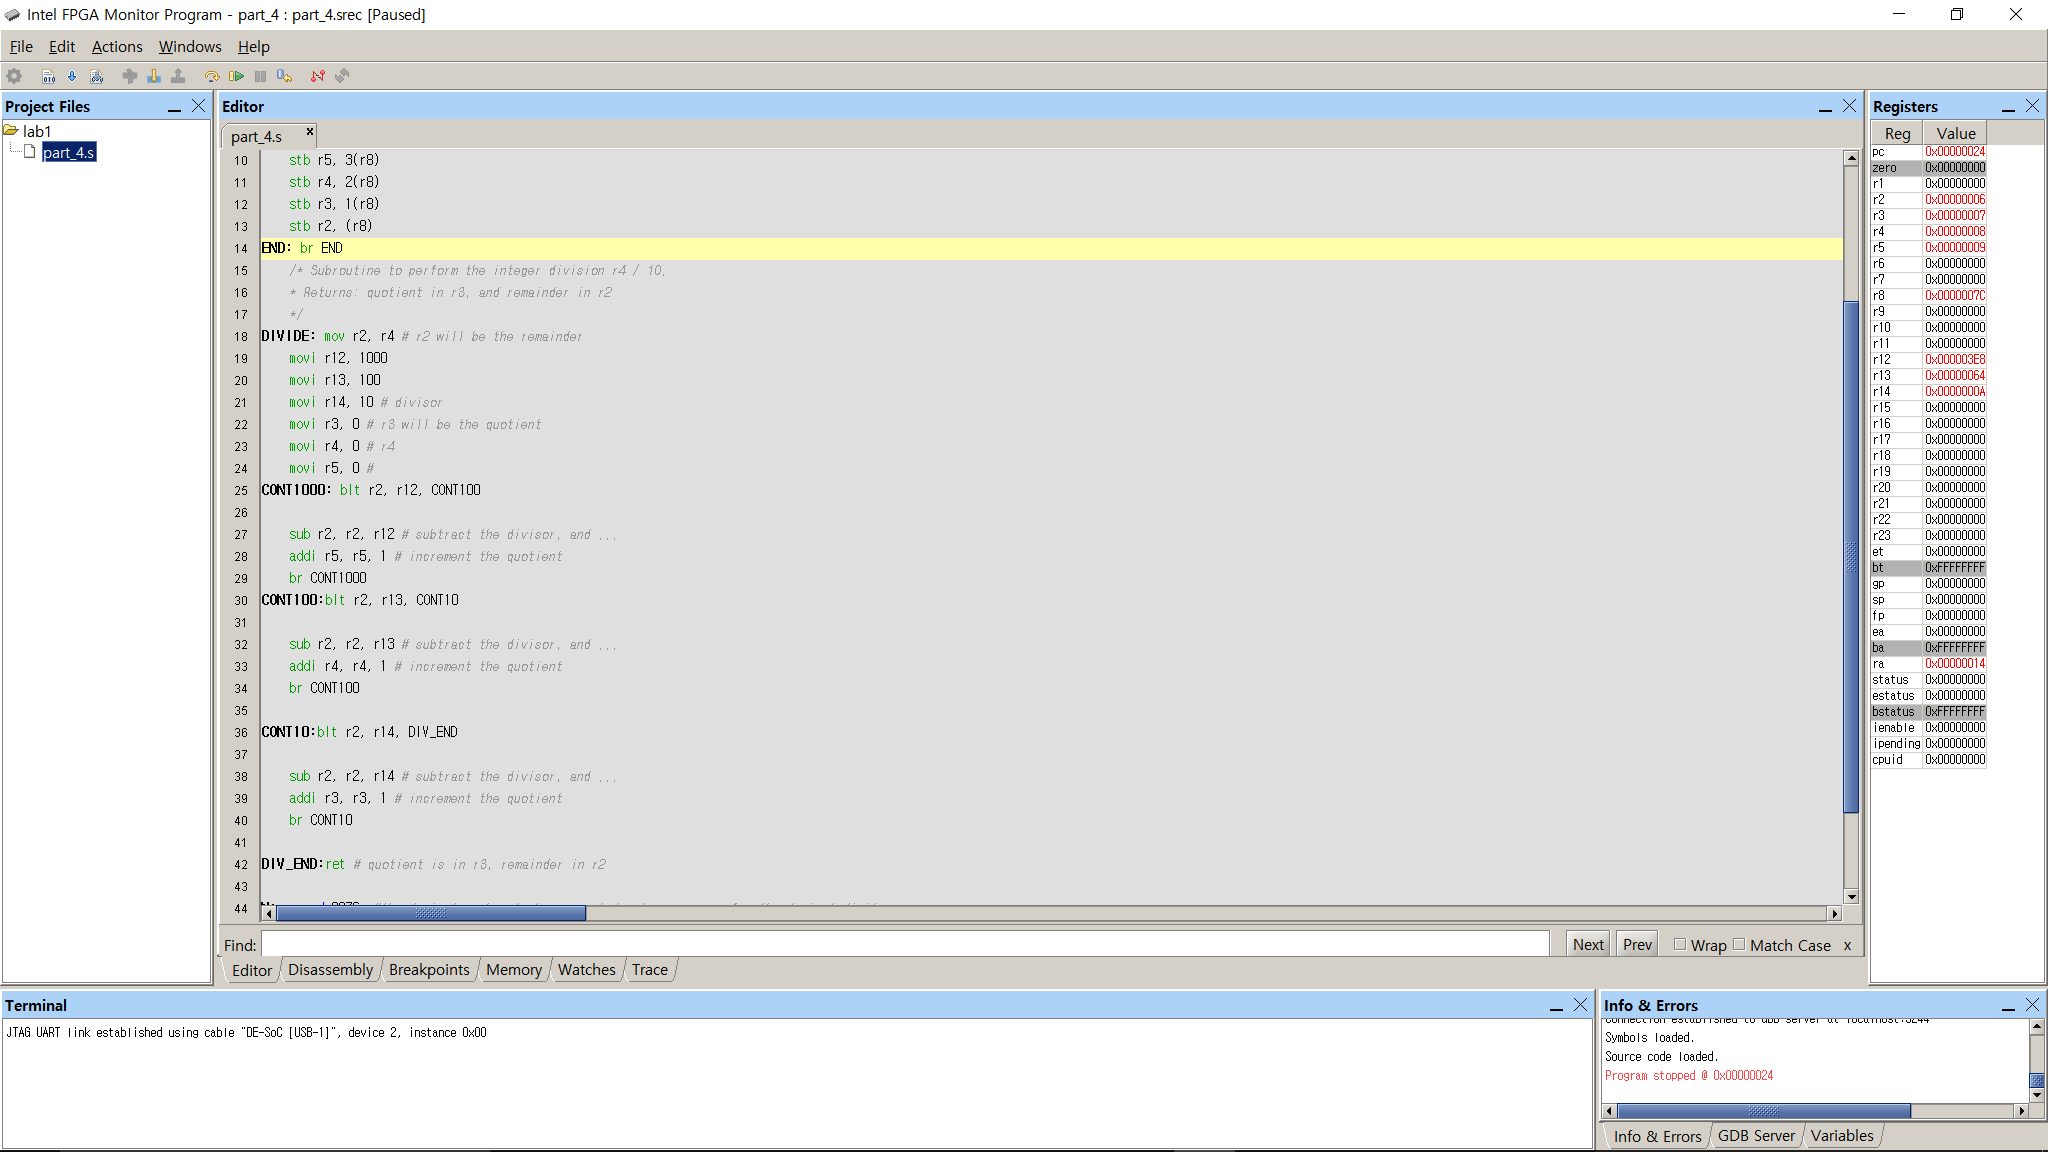 Intel FPGA Monitor Program - part_4 : part_4.srec [Paused]
File Edit Actions Windows Help
Project Files
lab1
part_4.s
Editor
part_4.s x
10 stb r5, 3(r8)
11 stb r4, 2(r8)
12 stb r3, 1(r8)
13 stb r2, (r8)
14 END: br END
15 /* Subroutine to perform the integer division r4 / 10.
16 * Returns: quotient in r3, and remainder in r2
17 */
18 DIVIDE: mov r2, r4 # r2 will be the remainder
19 movi r12, 1000
20 movi r13, 100
21 movi r14, 10 # divisor
22 movi r3, 0 # r3 will be the quotient
23 movi r4, 0 # r4
24 movi r5, 0 #
25 CONT1000: blt r2, r12, CONT100
26
27 sub r2, r2, r12 # subtract the divisor, and ...
28 addi r5, r5, 1 # increment the quotient
29 br CONT1000
30 CONT100:blt r2, r13, CONT10
31
32 sub r2, r2, r13 # subtract the divisor, and ...
33 addi r4, r4, 1 # increment the quotient
34 br CONT100
35
36 CONT10:blt r2, r14, DIV_END
37
38 sub r2, r2, r14 # subtract the divisor, and ...
39 addi r3, r3, 1 # increment the quotient
40 br CONT10
41
42 DIV_END:ret # quotient is in r3, remainder in r2
43
44
Find: Next Prev Wrap Match Case x
Editor Disassembly Breakpoints Memory Watches Trace
Registers
Reg Value
pc 0x00000024
zero 0x00000000
r1 0x00000000
r2 0x00000006
r3 0x00000007
r4 0x00000008
r5 0x00000009
r6 0x00000000
r7 0x00000000
r8 0x0000007C
r9 0x00000000
r10 0x00000000
r11 0x00000000
r12 0x000003E8
r13 0x00000064
r14 0x0000000A
r15 0x00000000
r16 0x00000000
r17 0x00000000
r18 0x00000000
r19 0x00000000
r20 0x00000000
r21 0x00000000
r22 0x00000000
r23 0x00000000
et 0x00000000
bt 0xFFFFFFFF
gp 0x00000000
sp 0x00000000
fp 0x00000000
ea 0x00000000
ba 0xFFFFFFFF
ra 0x00000014
status 0x00000000
estatus 0x00000000
bstatus 0xFFFFFFFF
ienable 0x00000000
ipending 0x00000000
cpuid 0x00000000
Terminal
JTAG UART link established using cable "DE-SoC [USB-1]", device 2, instance 0x00
Info & Errors
Connection established to GDB server at localhost:
Symbols loaded.
Source code loaded.
Program stopped @ 0x00000024
Info & Errors GDB Server Variables